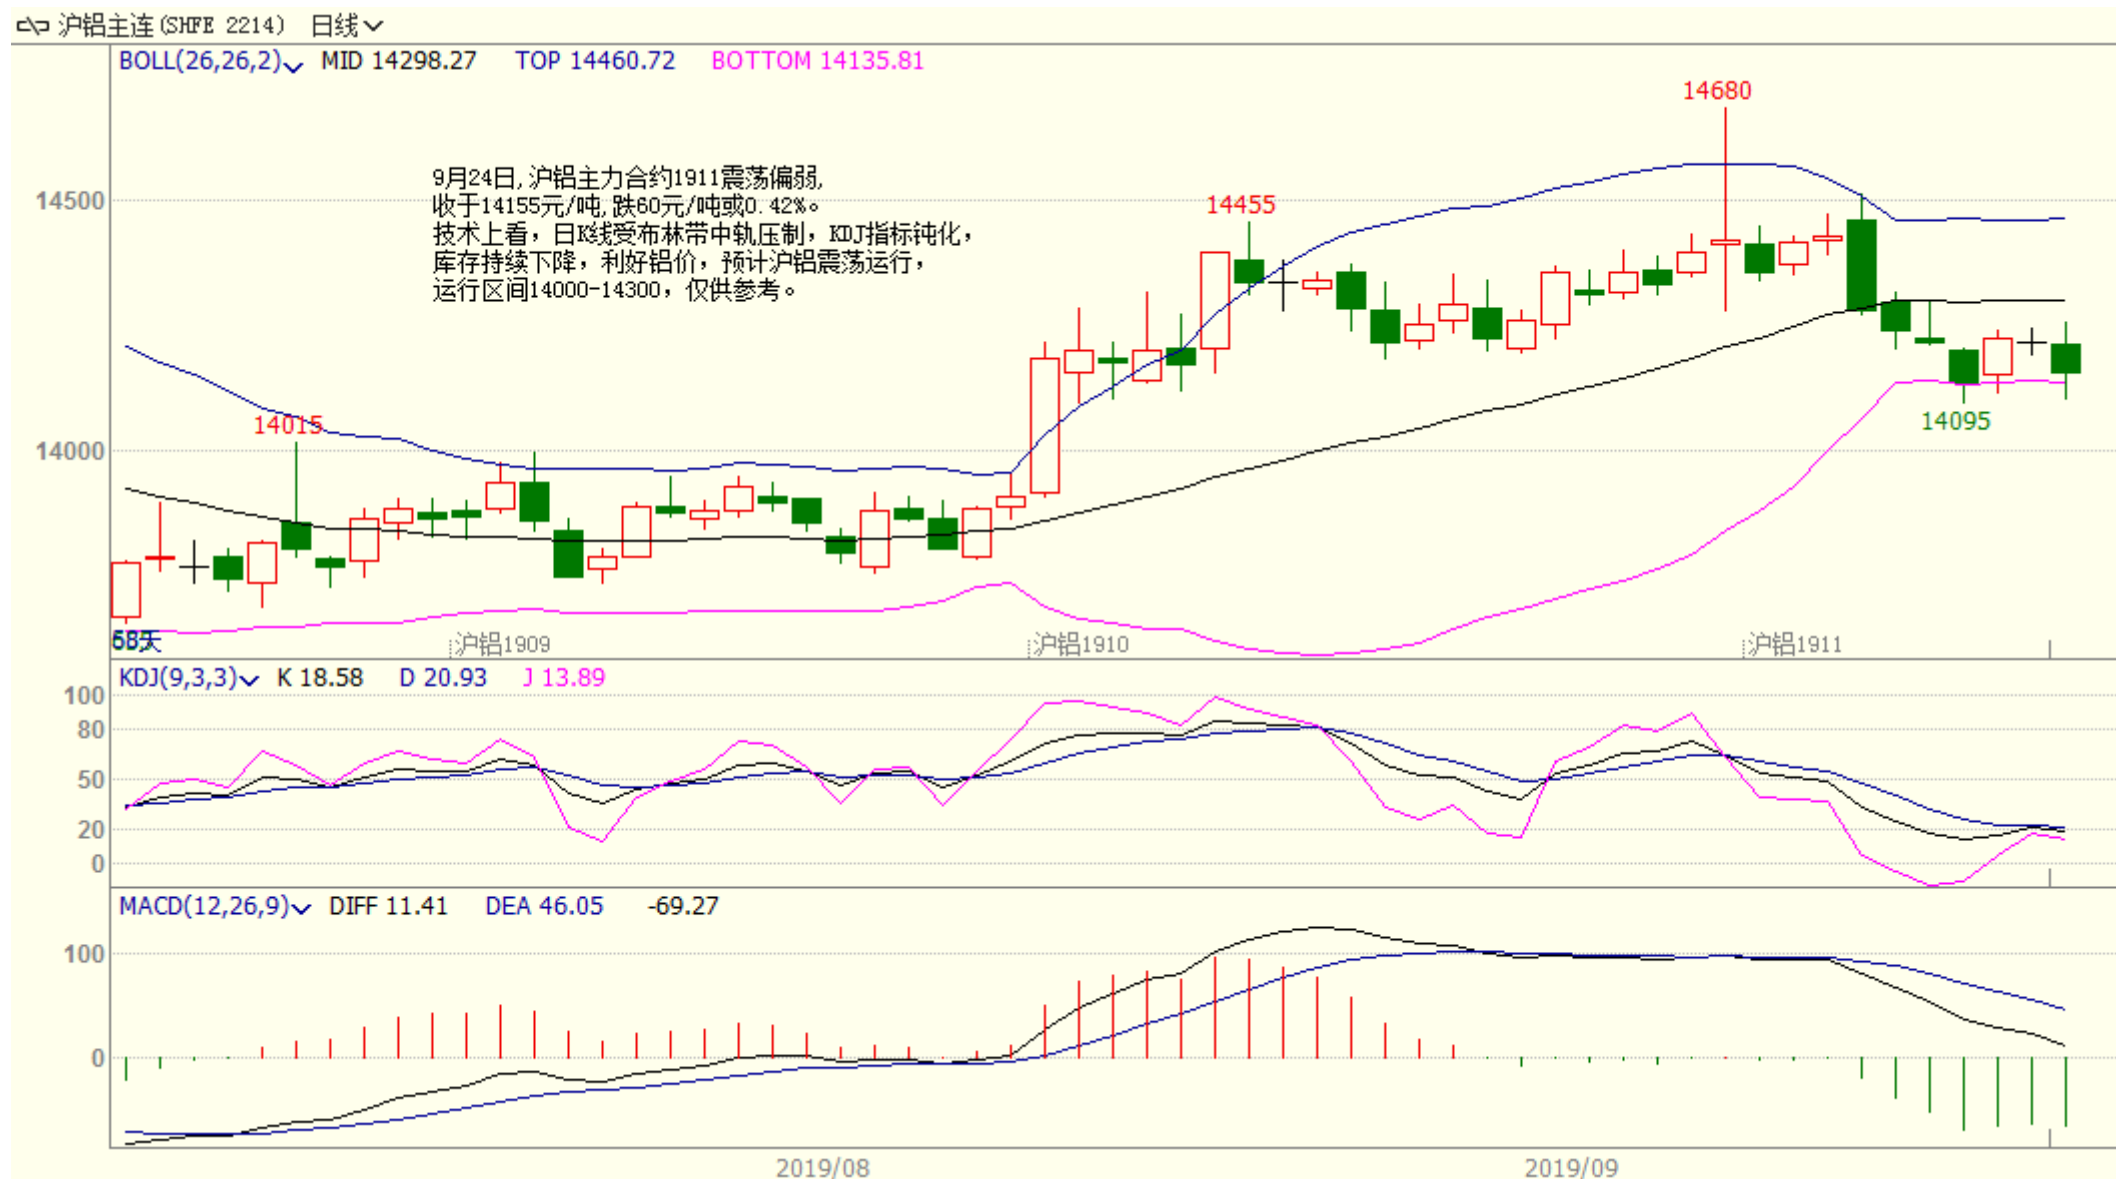 沪铝主连(SHFE 2214) 日线
BOLL(26,26,2) MID 14298.27 TOP 14460.72 BOTTOM 14135.81
14680
9月24日,沪铝主力合约1911震荡偏弱,
收于14155元/吨,跌60元/吨或0.42%。
技术上看，日K线受布林带中轨压制，KDJ指标钝化，
库存持续下降，利好铝价，预计沪铝震荡运行，
运行区间14000-14300，仅供参考。
14500
14455
14015
14000
14095
沪铝1909 沪铝1910 沪铝1911
KDJ(9,3,3) K 18.58 D 20.93 J 13.89
100
80
50
20
0
MACD(12,26,9) DIFF 11.41 DEA 46.05 -69.27
100
0
2019/08 2019/09